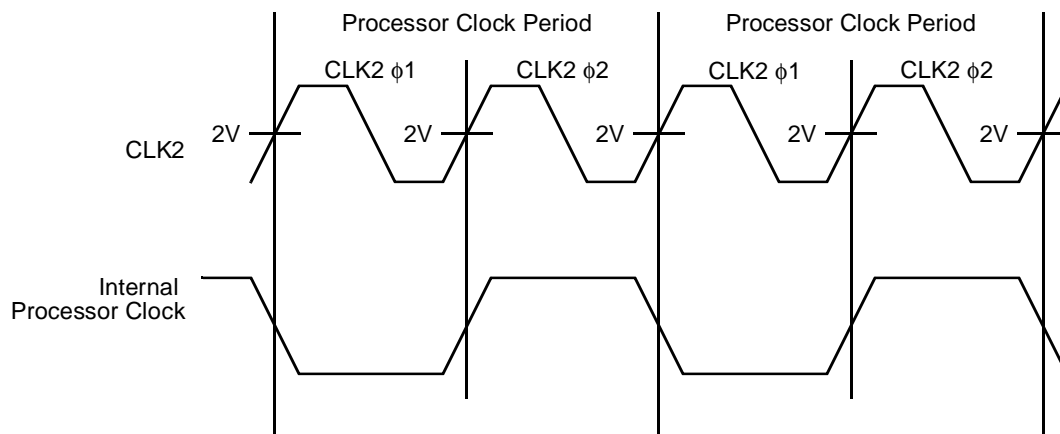 Processor Clock Period
Processor Clock Period
CLK2 ϕ1
CLK2 ϕ2
CLK2 ϕ1
CLK2 ϕ2
CLK2
2V
2V
2V
2V
2V
Internal
Processor Clock